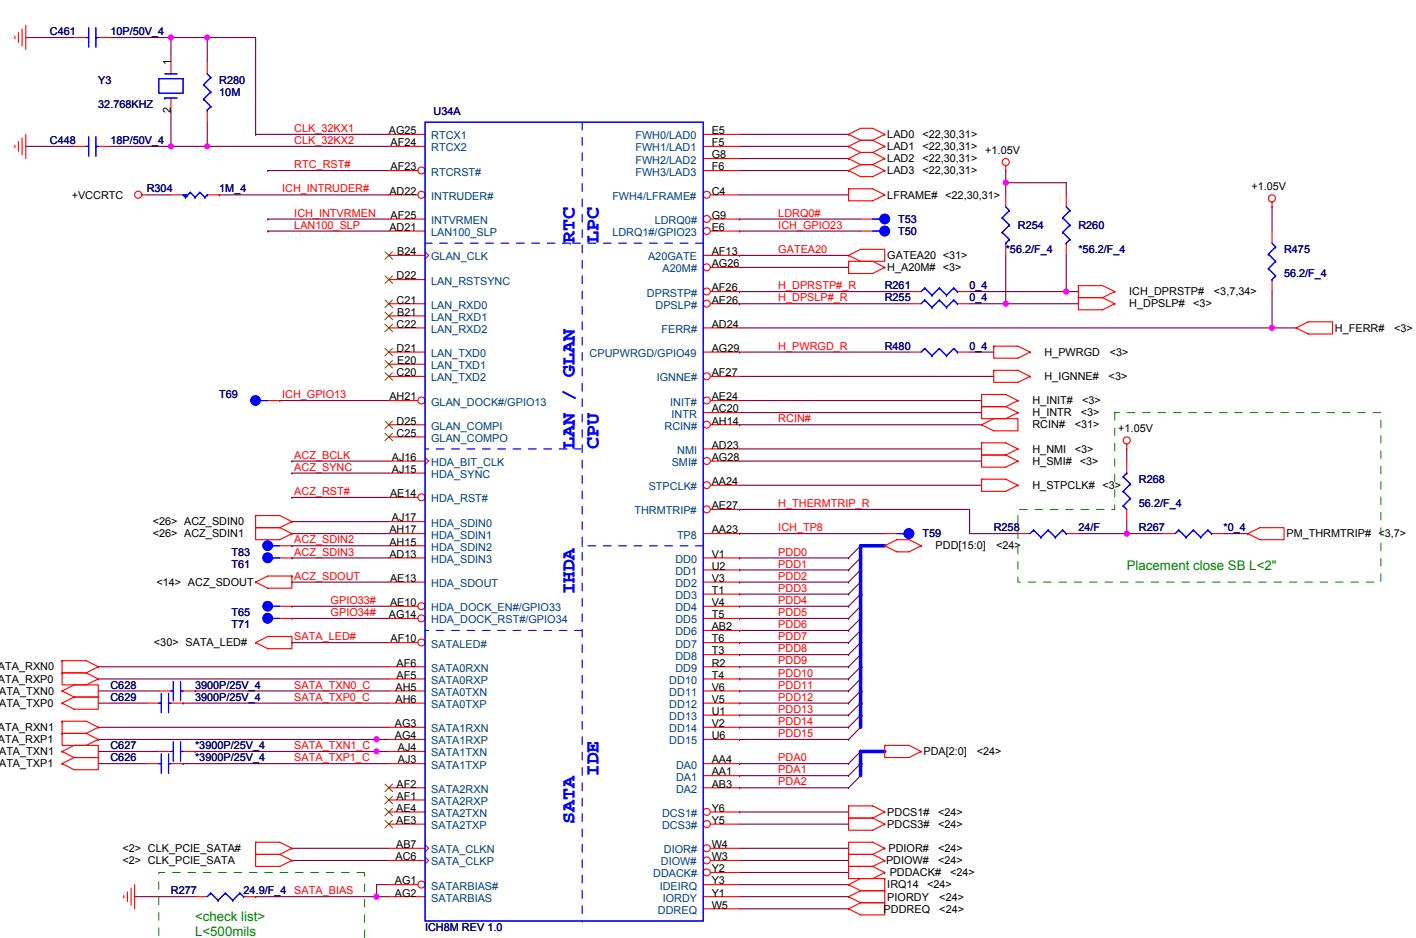 C461 10P/50V_4
Y3
32.768KHZ
1
2
R280
10M
C448 18P/50V_4
U34A
CLK_32KX1 AG25 RTCX1
CLK_32KX2 AF24 RTCX2
RTC_RST# AF23 RTCRST#
+VCCRTC R304 1M_4 ICH_INTRUDER# AD22 INTRUDER#
ICH_INTVRMEN AF25 INTVRMEN
LAN100_SLP AD21 LAN100_SLP
B24 GLAN_CLK
D22 LAN_RSTSYNC
C21 LAN_RXD0
B21 LAN_RXD1
C22 LAN_RXD2
D21 LAN_TXD0
E20 LAN_TXD1
C20 LAN_TXD2
T69 ICH_GPIO13 AH21 GLAN_DOCK#/GPIO13
D25 GLAN_COMPI
C25 GLAN_COMPO
ACZ_BCLK AJ16 HDA_BIT_CLK
ACZ_SYNC AJ15 HDA_SYNC
ACZ_RST# AE14 HDA_RST#
<26> ACZ_SDIN0 AJ17 HDA_SDIN0
<26> ACZ_SDIN1 AH17 HDA_SDIN1
T83 ACZ_SDIN2 AH15 HDA_SDIN2
T61 ACZ_SDIN3 AD13 HDA_SDIN3
<14> ACZ_SDOUT ACZ_SDOUT AE13 HDA_SDOUT
T65 GPIO33# AE10 HDA_DOCK_EN#/GPIO33
T71 GPIO34# AG14 HDA_DOCK_RST#/GPIO34
<30> SATA_LED# SATA_LED# AF10 SATALED#
ATA_RXN0 AF6 SATA0RXN
ATA_RXP0 AF5 SATA0RXP
ATA_TXN0 C628 3900P/25V_4 SATA_TXN0_C AH5 SATA0TXN
ATA_TXP0 C629 3900P/25V_4 SATA_TXP0_C AH6 SATA0TXP
ATA_RXN1 AG3 SATA1RXN
ATA_RXP1 AG4 SATA1RXP
ATA_TXN1 C627 *3900P/25V_4 SATA_TXN1_C AJ4 SATA1TXN
ATA_TXP1 C626 *3900P/25V_4 SATA_TXP1_C AJ3 SATA1TXP
AF2 SATA2RXN
AF1 SATA2RXP
AE4 SATA2TXN
AE3 SATA2TXP
<2> CLK_PCIE_SATA# AB7 SATA_CLKN
<2> CLK_PCIE_SATA AC6 SATA_CLKP
AG1 SATARBIAS#
R277 24.9/F_4 SATA_BIAS AG2 SATARBIAS
<check list>
L<500mils
ICH8M REV 1.0
RTC
LPC
LAN / GLAN
CPU
IHDA
SATA
IDE
FWH0/LAD0 E5 LAD0 <22,30,31>
FWH1/LAD1 F5 LAD1 <22,30,31>
FWH2/LAD2 G8 LAD2 <22,30,31>
FWH3/LAD3 F6 LAD3 <22,30,31>
FWH4/LFRAME# C4 LFRAME# <22,30,31>
LDRQ0# G9 LDRQ0# T53
LDRQ1#/GPIO23 E6 ICH_GPIO23 T50
A20GATE AF13 GATEA20 GATEA20 <31>
A20M# AG26 H_A20M# <3>
+1.05V
R254
*56.2/F_4
R260
*56.2/F_4
+1.05V
R475
56.2/F_4
DPRSTP# AF26 H_DPRSTP#_R R261 0_4 ICH_DPRSTP# <3,7,34>
DPSLP# AE26 H_DPSLP#_R R255 0_4 H_DPSLP# <3>
FERR# AD24 H_FERR# <3>
CPUPWRGD/GPIO49 AG29 H_PWRGD_R R480 0_4 H_PWRGD <3>
IGNNE# AF27 H_IGNNE# <3>
INIT# AE24 H_INIT# <3>
INTR AC20 H_INTR <3>
RCIN# AH14 RCIN# RCIN# <31>
NMI AD23 H_NMI <3>
SMI# AG28 H_SMI# <3>
STPCLK# AA24 H_STPCLK# <3>
THRMTRIP# AE27 H_THERMTRIP_R
+1.05V
R268
56.2/F_4
R258 24/F R267 *0_4 PM_THRMTRIP# <3,7>
Placement close SB L<2"
TP8 AA23 ICH_TP8 T59
PDD[15:0] <24>
DD0 V1 PDD0
DD1 U2 PDD1
DD2 V3 PDD2
DD3 T1 PDD3
DD4 V4 PDD4
DD5 T5 PDD5
DD6 AB2 PDD6
DD7 T6 PDD7
DD8 T3 PDD8
DD9 R2 PDD9
DD10 T4 PDD10
DD11 V6 PDD11
DD12 V5 PDD12
DD13 U1 PDD13
DD14 V2 PDD14
DD15 U6 PDD15
PDA[2:0] <24>
DA0 AA4 PDA0
DA1 AA1 PDA1
DA2 AB3 PDA2
DCS1# Y6 PDCS1# <24>
DCS3# Y5 PDCS3# <24>
DIOR# W4 PDIOR# <24>
DIOW# W3 PDIOW# <24>
DDACK# Y2 PDDACK# <24>
IDEIRQ Y3 IRQ14 <24>
IORDY Y1 PIORDY <24>
DDREQ W5 PDDREQ <24>